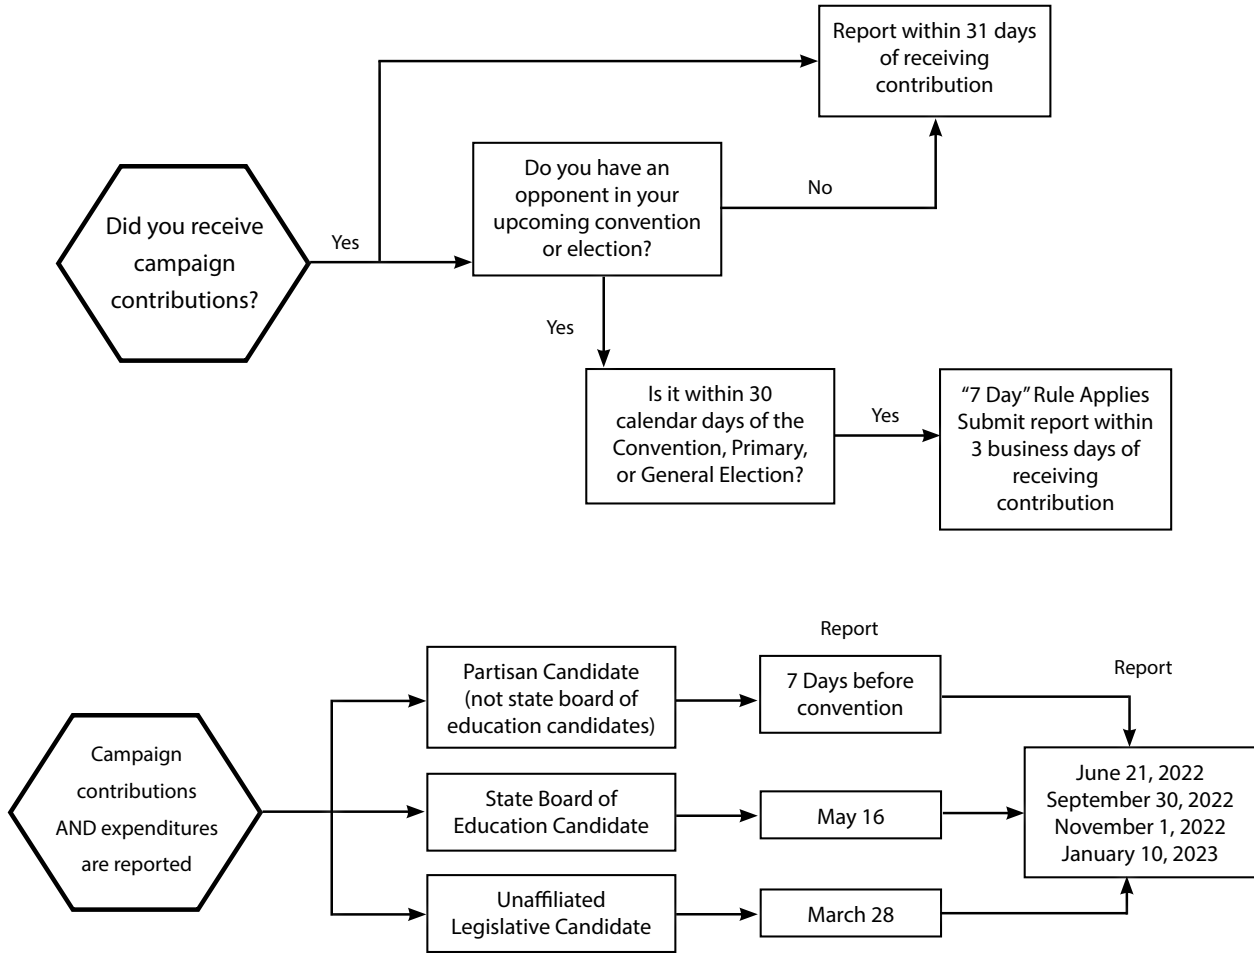 Report within 31 days
of receiving
contribution
Did you receive
campaign
contributions?
Yes
Do you have an
opponent in your
upcoming convention
or election?
No
Yes
Is it within 30
calendar days of the
Convention, Primary,
or General Election?
Yes
“7 Day” Rule Applies
Submit report within
3 business days of
receiving
contribution
Campaign
contributions
AND expenditures
are reported
Partisan Candidate
(not state board of
education candidates)
Report
7 Days before
convention
Report
State Board of
Education Candidate
May 16
Unaffiliated
Legislative Candidate
March 28
June 21, 2022
September 30, 2022
November 1, 2022
January 10, 2023